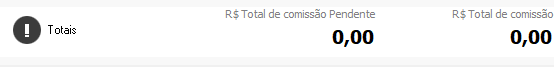 R$ Total de comissão Pendente
R$ Total de comissão
Totais
0,00
0,00